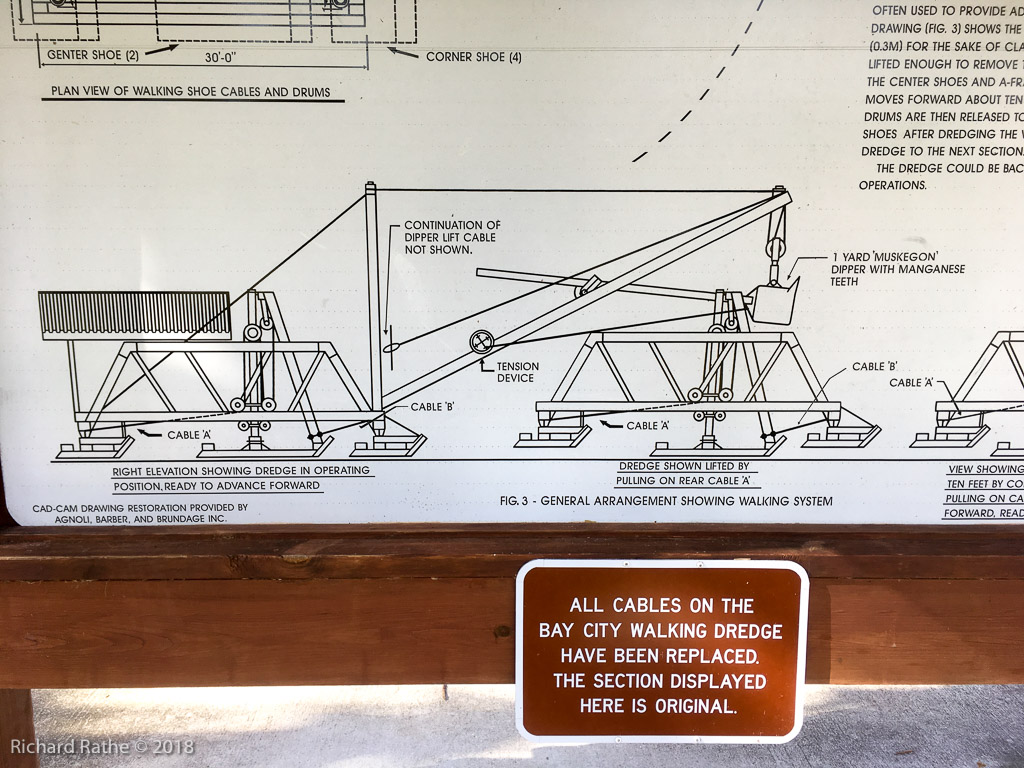 GENTER SHOE (2)
30'-0"
CORNER SHOE (4)
PLAN VIEW OF WALKING SHOE CABLES AND DRUMS
OFTEN USED TO PROVIDE AD
DRAWING (FIG. 3) SHOWS THE
(0.3M) FOR THE SAKE OF CLA
LIFTED ENOUGH TO REMOVE
THE CENTER SHOES AND A-FR
MOVES FORWARD ABOUT TEN
DRUMS ARE THEN RELEASED TO
SHOES AFTER DREDGING THE
DREDGE TO THE NEXT SECTION.
THE DREDGE COULD BE BAC
OPERATIONS.
CONTINUATION OF
DIPPER LIFT CABLE
NOT SHOWN.
1 YARD 'MUSKEGON'
DIPPER WITH MANGANESE
TEETH
TENSION
DEVICE
CABLE 'B'
CABLE 'A'
CABLE 'B'
CABLE 'A'
CABLE 'A'
RIGHT ELEVATION SHOWING DREDGE IN OPERATING
POSITION, READY TO ADVANCE FORWARD
DREDGE SHOWN LIFTED BY
PULLING ON REAR CABLE 'A'
VIEW SHOWING
TEN FEET BY CO
PULLING ON CA
FORWARD, READ
FIG. 3 - GENERAL ARRANGEMENT SHOWING WALKING SYSTEM
CAD-CAM DRAWING RESTORATION PROVIDED BY
AGNOLI, BARBER, AND BRUNDAGE INC.
ALL CABLES ON THE
BAY CITY WALKING DREDGE
HAVE BEEN REPLACED.
THE SECTION DISPLAYED
HERE IS ORIGINAL.
Richard Rathe © 2018